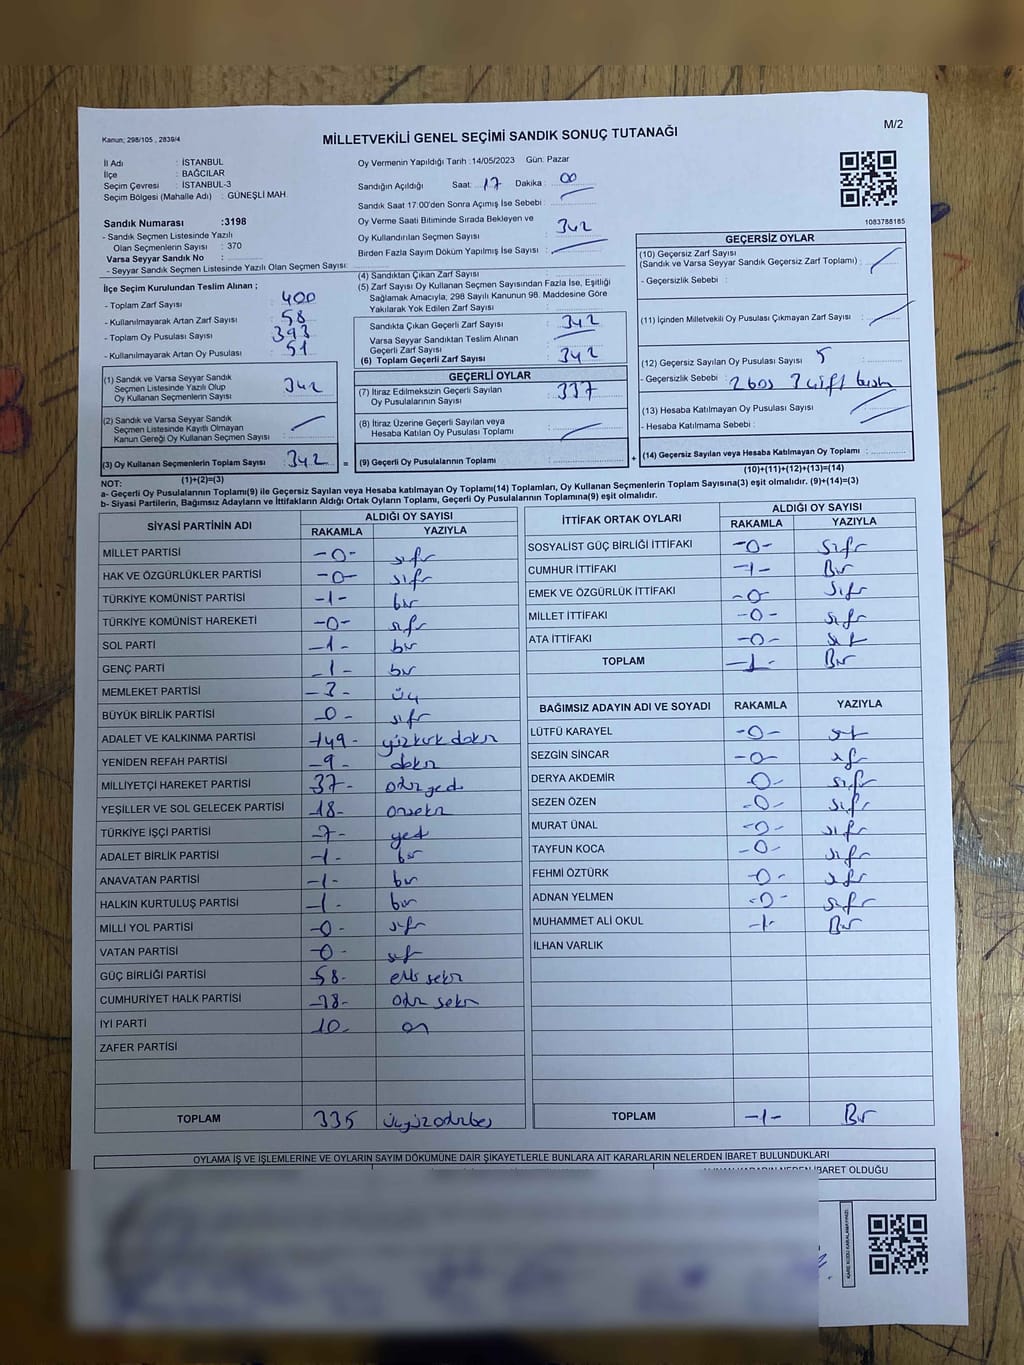 Kanun; 298/105 , 2839/4
MİLLETVEKİLİ GENEL SEÇİMİ SANDIK SONUÇ TUTANAĞI
M/2
İl Adı : İSTANBUL
İlçe : BAĞCILAR
Seçim Çevresi : İSTANBUL-3
Seçim Bölgesi (Mahalle Adı) : GÜNEŞLİ MAH.
Sandık Numarası :3198
- Sandık Seçmen Listesinde Yazılı
Olan Seçmenlerin Sayısı : 370
Varsa Seyyar Sandık No :
- Seyyar Sandık Seçmen Listesinde Yazılı Olan Seçmen Sayısı:
Oy Vermenin Yapıldığı Tarih :14/05/2023 Gün: Pazar
Sandığın Açıldığı Saat: 17 Dakika : 00
Sandık Saat 17:00'den Sonra Açımış İse Sebebi :
Oy Verme Saati Bitiminde Sırada Bekleyen ve
Oy Kullandırılan Seçmen Sayısı : 342
Birden Fazla Sayım Döküm Yapılmış İse Sayısı :
1083788185
İlçe Seçim Kurulundan Teslim Alınan ;
- Toplam Zarf Sayısı : 400
- Kullanılmayarak Artan Zarf Sayısı : 58
- Toplam Oy Pusulası Sayısı : 393
- Kullanılmayarak Artan Oy Pusulası : 51
(4) Sandıktan Çıkan Zarf Sayısı :
(5) Zarf Sayısı Oy Kullanan Seçmen Sayısından Fazla İse, Eşitliği
Sağlamak Amacıyla, 298 Sayılı Kanunun 98. Maddesine Göre
Yakılarak Yok Edilen Zarf Sayısı :
Sandıkta Çıkan Geçerli Zarf Sayısı : 342
Varsa Seyyar Sandıktan Teslim Alınan
Geçerli Zarf Sayısı :
(6) Toplam Geçerli Zarf Sayısı : 342
GEÇERSİZ OYLAR
(10) Geçersiz Zarf Sayısı
(Sandık ve Varsa Seyyar Sandık Geçersiz Zarf Toplamı) :
- Geçersizlik Sebebi :
(11) İçinden Milletvekili Oy Pusulası Çıkmayan Zarf Sayısı :
(12) Geçersiz Sayılan Oy Pusulası Sayısı 5
- Geçersizlik Sebebi : 2 boş 3 çift
(13) Hesaba Katılmayan Oy Pusulası Sayısı :
- Hesaba Katılmama Sebebi :
(14) Geçersiz Sayılan veya Hesaba Katılmayan Oy Toplamı :
(10)+(11)+(12)+(13)=(14)
(1) Sandık ve Varsa Seyyar Sandık
Seçmen Listesinde Yazılı Olup
Oy Kullanan Seçmenlerin Sayısı : 342
(2) Sandık ve Varsa Seyyar Sandık
Seçmen Listesinde Kayıtlı Olmayan
Kanun Gereği Oy Kullanan Seçmen Sayısı :
(3) Oy Kullanan Seçmenlerin Toplam Sayısı : 342
(1)+(2)=(3)
GEÇERLİ OYLAR
(7) İtiraz Edilmeksizin Geçerli Sayılan
Oy Pusulalarının Sayısı : 337
(8) İtiraz Üzerine Geçerli Sayılan veya
Hesaba Katılan Oy Pusulası Toplamı :
= (9) Geçerli Oy Pusulalarının Toplamı : +
NOT:
a- Geçerli Oy Pusulalarının Toplamı(9) ile Geçersiz Sayılan veya Hesaba Katılmayan Oy Toplamı(14) Toplamları, Oy Kullanan Seçmenlerin Toplam Sayısına(3) eşit olmalıdır. (9)+(14)=(3)
b- Siyasi Partilerin, Bağımsız Adayların ve İttifakların Aldığı Ortak Oyların Toplamı, Geçerli Oy Pusulalarının Toplamına(9) eşit olmalıdır.
SİYASİ PARTİNİN ADI ALDIĞI OY SAYISI
RAKAMLA YAZIYLA
MİLLET PARTİSİ -0- sıfır
HAK VE ÖZGÜRLÜKLER PARTİSİ -0- sıfır
TÜRKİYE KOMÜNİST PARTİSİ -1- bir
TÜRKİYE KOMÜNİST HAREKETİ -0- sıfır
SOL PARTİ -1- bir
GENÇ PARTİ -1- bir
MEMLEKET PARTİSİ -3- üç
BÜYÜK BİRLİK PARTİSİ -0- sıfır
ADALET VE KALKINMA PARTİSİ -149- yüzkırk dokuz
YENİDEN REFAH PARTİSİ -9- dokuz
MİLLİYETÇİ HAREKET PARTİSİ 37- otuz yedi
YEŞİLLER VE SOL GELECEK PARTİSİ -18- onsekiz
TÜRKİYE İŞÇİ PARTİSİ -7- yedi
ADALET BİRLİK PARTİSİ -1- bir
ANAVATAN PARTİSİ -1- bir
HALKIN KURTULUŞ PARTİSİ -1- bir
MİLLİ YOL PARTİSİ -0- sıfır
VATAN PARTİSİ -0- sıfır
GÜÇ BİRLİĞİ PARTİSİ -58- elli sekiz
CUMHURİYET HALK PARTİSİ -38- otuz sekiz
İYİ PARTİ 10- on
ZAFER PARTİSİ
TOPLAM 335 üçyüzotuzbeş
İTTİFAK ORTAK OYLARI ALDIĞI OY SAYISI
RAKAMLA YAZIYLA
SOSYALİST GÜÇ BİRLİĞİ İTTİFAKI -0- sıfır
CUMHUR İTTİFAKI -1- Bir
EMEK VE ÖZGÜRLÜK İTTİFAKI -0- sıfır
MİLLET İTTİFAKI -0- sıfır
ATA İTTİFAKI -0- sıfır
TOPLAM -1- Bir
BAĞIMSIZ ADAYIN ADI VE SOYADI RAKAMLA YAZIYLA
LÜTFÜ KARAYEL -0- sıfır
SEZGİN SİNCAR -0- sıfır
DERYA AKDEMİR -0- sıfır
SEZEN ÖZEN -0- sıfır
MURAT ÜNAL -0- sıfır
TAYFUN KOCA -0- sıfır
FEHMİ ÖZTÜRK -0- sıfır
ADNAN YELMEN -0- sıfır
MUHAMMET ALİ OKUL -1- Bir
İLHAN VARLIK
TOPLAM -1- Bir
OYLAMA İŞ VE İŞLEMLERİNE VE OYLARIN SAYIM DÖKÜMÜNE DAİR ŞİKAYETLERLE BUNLARA AİT KARARLARIN NELERDEN İBARET BULUNDUKLARI
İBARET OLDUĞU